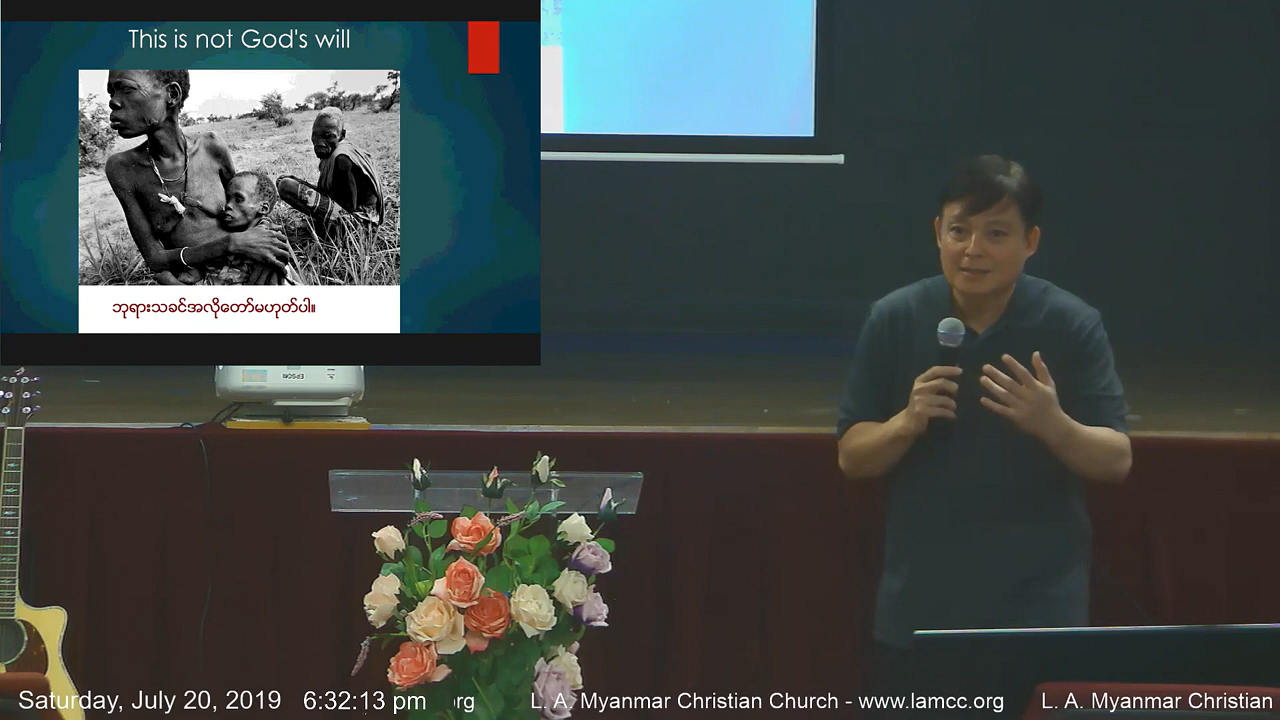 This is not God's will
ဘုရားသခင်အလိုတော်မဟုတ်ပါ။
EPSON
Saturday, July 20, 2019 6:32:13 pm rg L. A. Myanmar Christian Church - www.lamcc.org L. A. Myanmar Christian